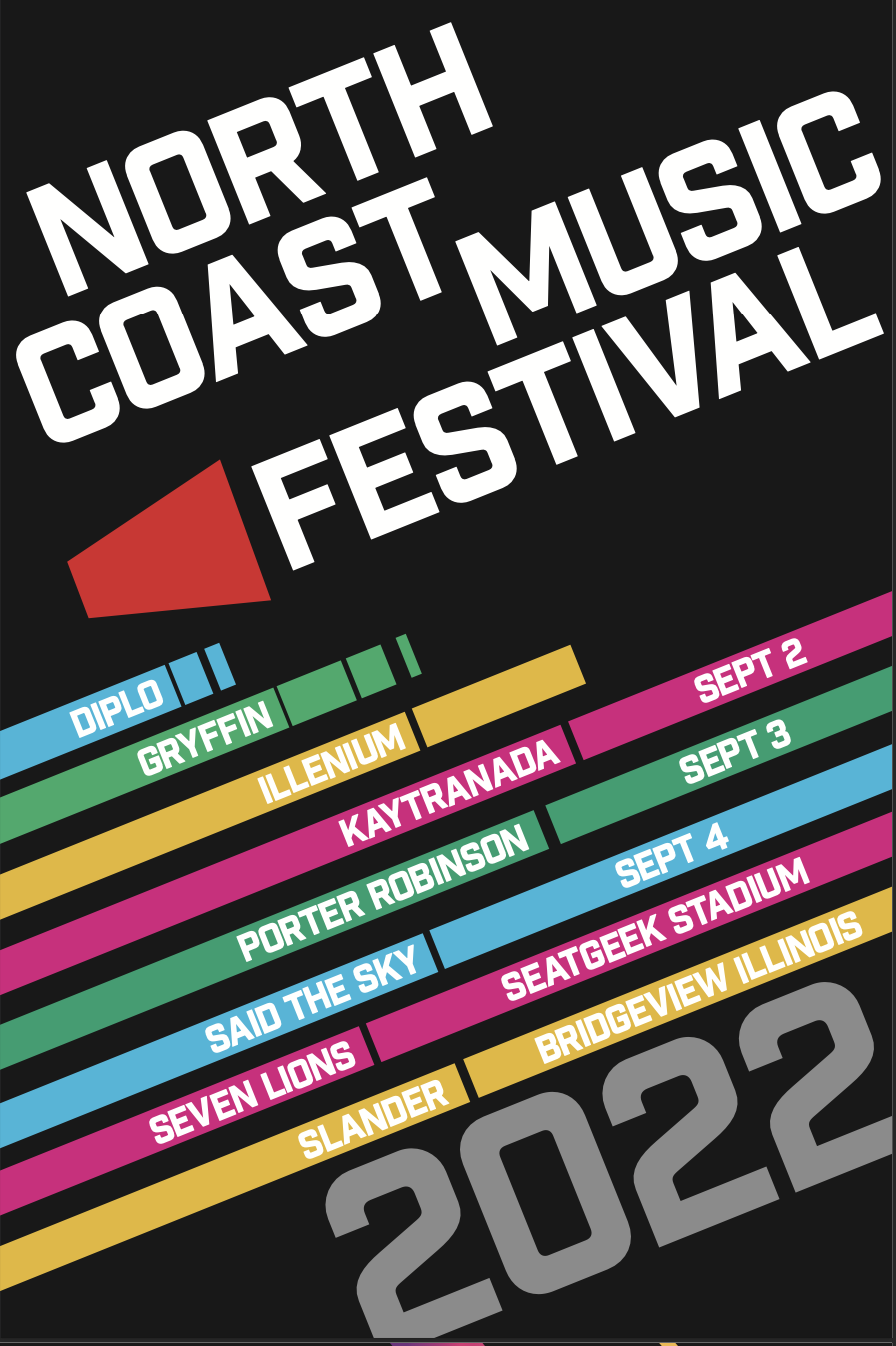 NORTH
COAST MUSIC
FESTIVAL
DIPLO
GRYFFIN
ILLENIUM
KAYTRANADA SEPT 2
PORTER ROBINSON SEPT 3
SAID THE SKY SEPT 4
SEVEN LIONS SEATGEEK STADIUM
SLANDER BRIDGEVIEW ILLINOIS
2022